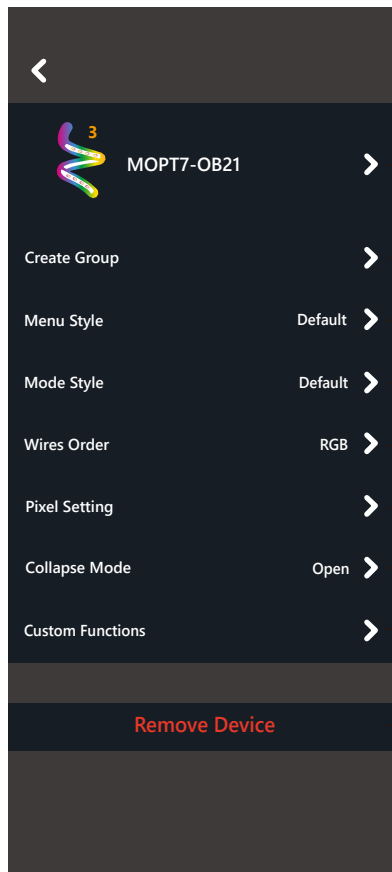 3
MOPT7-OB21
Create Group
Menu Style Default
Mode Style Default
Wires Order RGB
Pixel Setting
Collapse Mode Open
Custom Functions
Remove Device